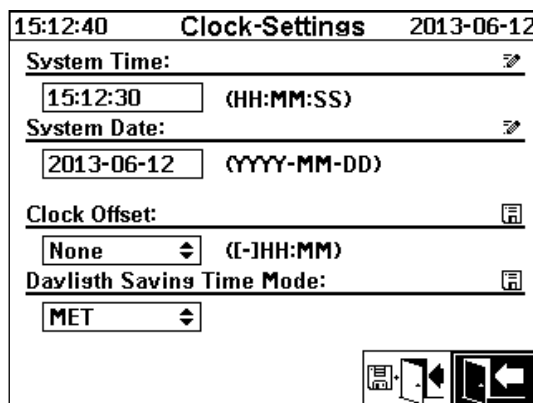 15:12:40 Clock-Settings 2013-06-12
System Time:
15:12:30 (HH:MM:SS)
System Date:
2013-06-12 (YYYY-MM-DD)
Clock Offset:
None ([-]HH:MM)
Dayligth Saving Time Mode:
MET